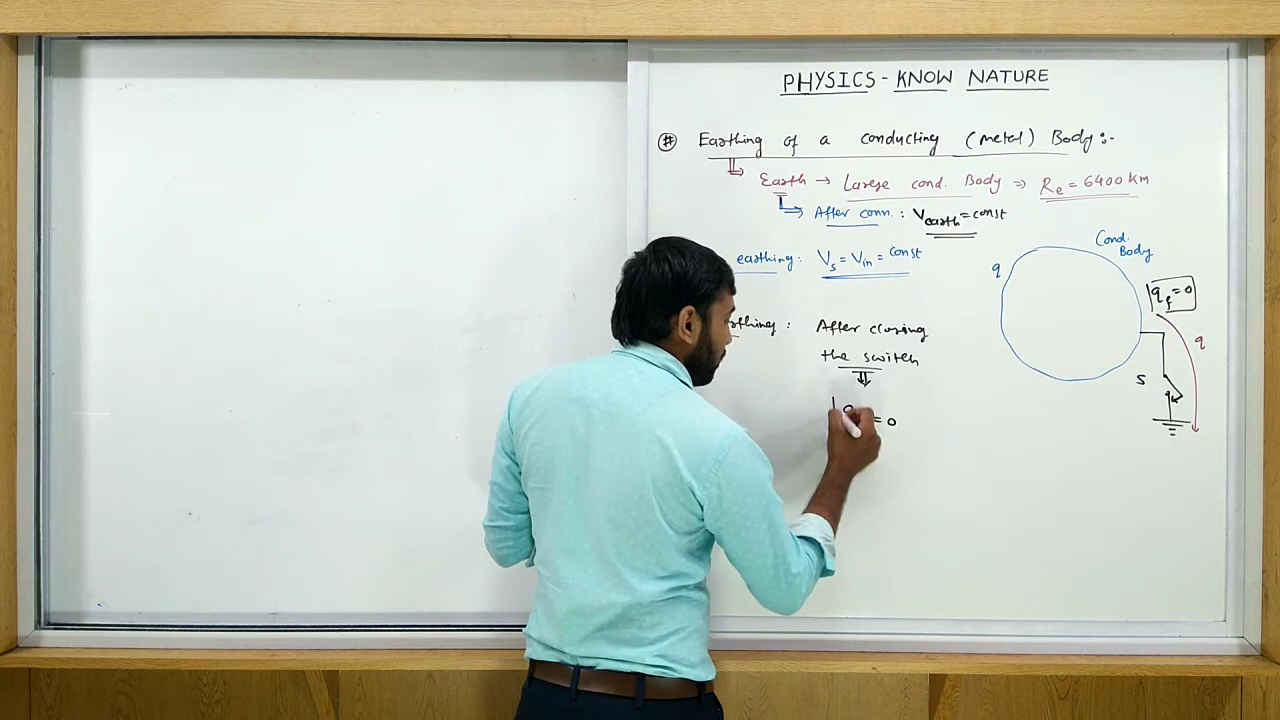 PHYSICS - KNOW NATURE
# Earthing of a conducting (metal) Body :-
Earth → Large cond. Body ⇒ Re = 6400 km
After conn. : Vearth = const
earthing : Vs = Vin = const
Cond. Body
q
qf = 0
q
: After closing
the switch
S
= 0